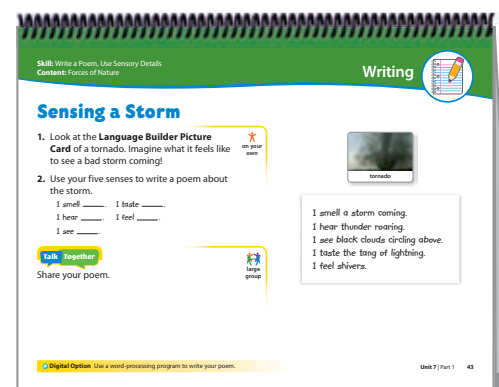 Skill: Write a Poem, Use Sensory Details
Content: Forces of Nature
Writing
Sensing a Storm
1. Look at the Language Builder Picture
Card of a tornado. Imagine what it feels like
to see a bad storm coming!
on your
own
2. Use your five senses to write a poem about
the storm.
I smell ____. I taste ____.
I hear ____. I feel ____.
I see ____.
Talk Together
Share your poem.
large
group
tornado
I smell a storm coming.
I hear thunder roaring.
I see black clouds circling above.
I taste the tang of lightning.
I feel shivers.
Digital Option Use a word-processing program to write your poem.
Unit 7 | Part 1 43